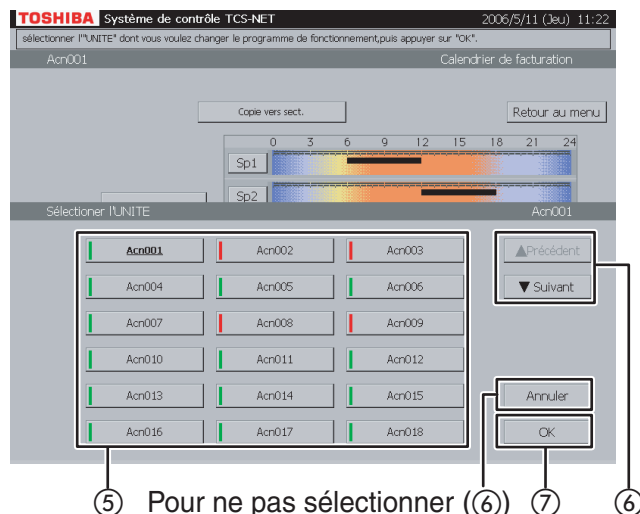 TOSHIBA Système de contrôle TCS-NET 2006/5/11 (Jeu) 11:22
sélectionner l'"UNITE" dont vous voulez changer le programme de fonctionnement,puis appuyer sur "OK".
Acn001 Calendrier de facturation
Copie vers sect. Retour au menu
0 3 6 9 12 15 18 21 24
Sp1
Sp2
Sélectioner l'UNITE Acn001
Acn001 Acn002 Acn003 ▲Précédent
Acn004 Acn005 Acn006 ▼ Suivant
Acn007 Acn008 Acn009
Acn010 Acn011 Acn012
Acn013 Acn014 Acn015 Annuler
Acn016 Acn017 Acn018 OK
⑤ Pour ne pas sélectionner (⑥) ⑦ ⑥